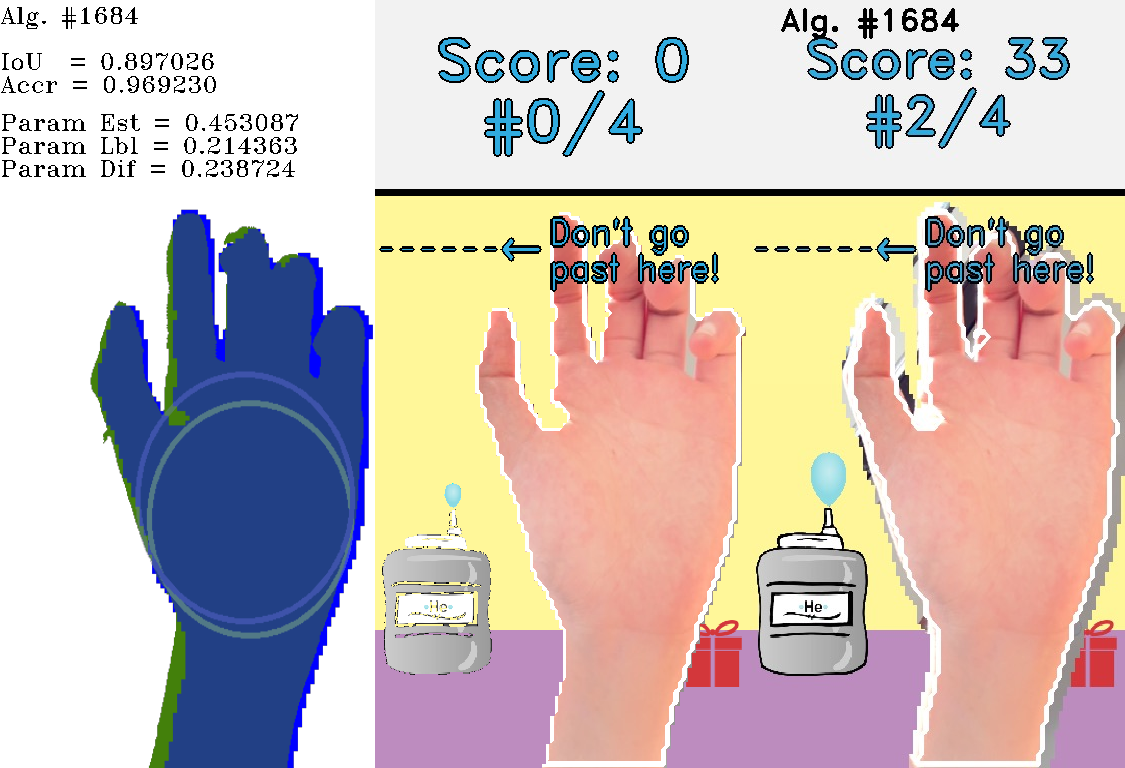 Alg. #1684
IoU = 0.897026
Accr = 0.969230
Param Est = 0.453087
Param Lbl = 0.214363
Param Dif = 0.238724
Score: 0
#0/4
Don't go
past here!
He
Alg. #1684
Score: 33
#2/4
Don't go
past here!
He